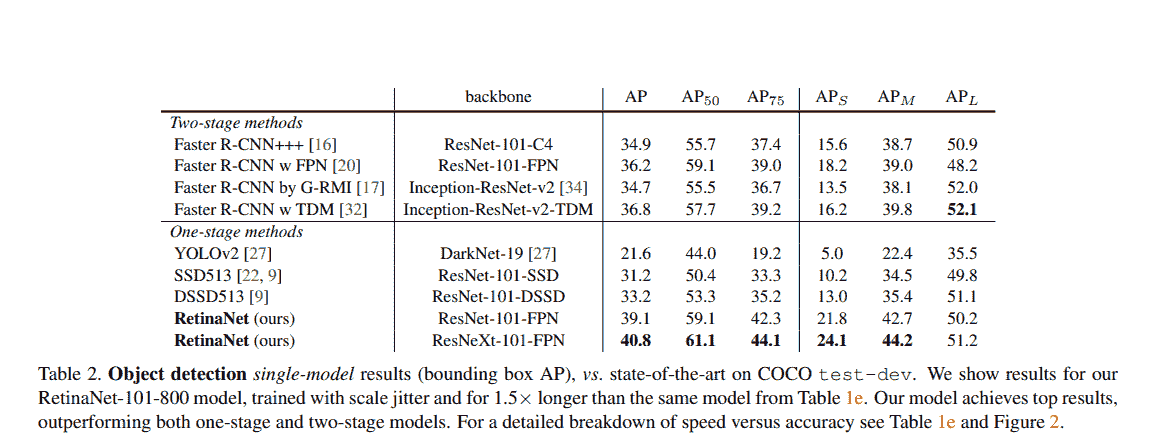 backbone AP AP50 AP75 APS APM APL
Two-stage methods
Faster R-CNN+++ [16] ResNet-101-C4 34.9 55.7 37.4 15.6 38.7 50.9
Faster R-CNN w FPN [20] ResNet-101-FPN 36.2 59.1 39.0 18.2 39.0 48.2
Faster R-CNN by G-RMI [17] Inception-ResNet-v2 [34] 34.7 55.5 36.7 13.5 38.1 52.0
Faster R-CNN w TDM [32] Inception-ResNet-v2-TDM 36.8 57.7 39.2 16.2 39.8 52.1
One-stage methods
YOLOv2 [27] DarkNet-19 [27] 21.6 44.0 19.2 5.0 22.4 35.5
SSD513 [22, 9] ResNet-101-SSD 31.2 50.4 33.3 10.2 34.5 49.8
DSSD513 [9] ResNet-101-DSSD 33.2 53.3 35.2 13.0 35.4 51.1
RetinaNet (ours) ResNet-101-FPN 39.1 59.1 42.3 21.8 42.7 50.2
RetinaNet (ours) ResNeXt-101-FPN 40.8 61.1 44.1 24.1 44.2 51.2
Table 2. Object detection single-model results (bounding box AP), vs. state-of-the-art on COCO test-dev. We show results for our
RetinaNet-101-800 model, trained with scale jitter and for 1.5× longer than the same model from Table 1e. Our model achieves top results,
outperforming both one-stage and two-stage models. For a detailed breakdown of speed versus accuracy see Table 1e and Figure 2.